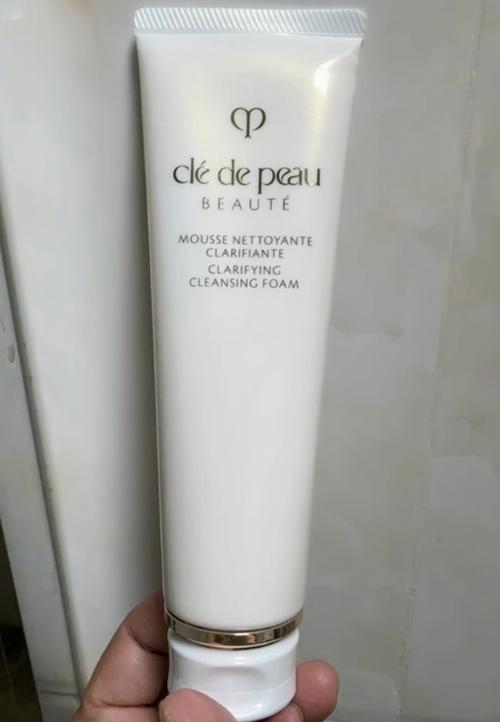 clé de peau
BEAUTÉ
MOUSSE NETTOYANTE
CLARIFIANTE
CLARIFYING
CLEANSING FOAM